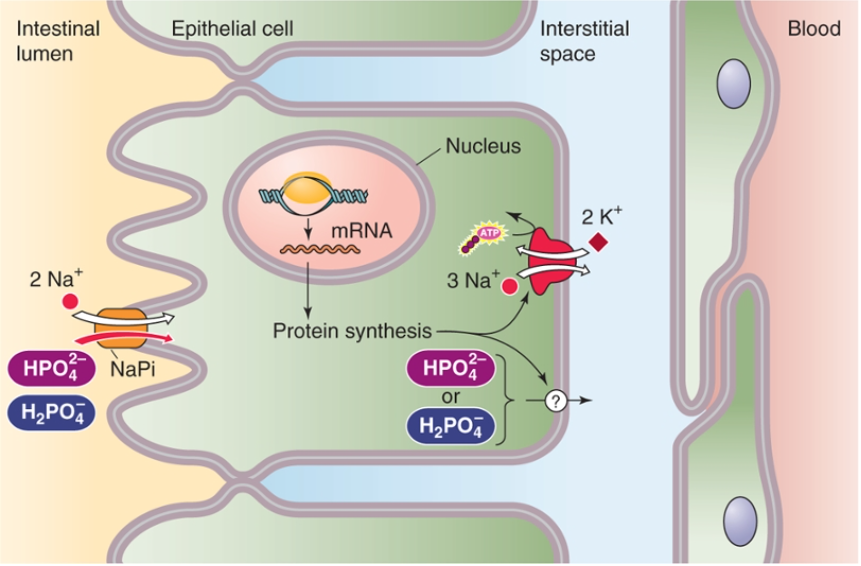 Intestinal
lumen
Epithelial cell
Interstitial
space
Blood
Nucleus
mRNA
ATP
2 K⁺
3 Na⁺
2 Na⁺
Protein synthesis
NaPi
HPO₄²⁻
H₂PO₄⁻
HPO₄²⁻
or
H₂PO₄⁻
?